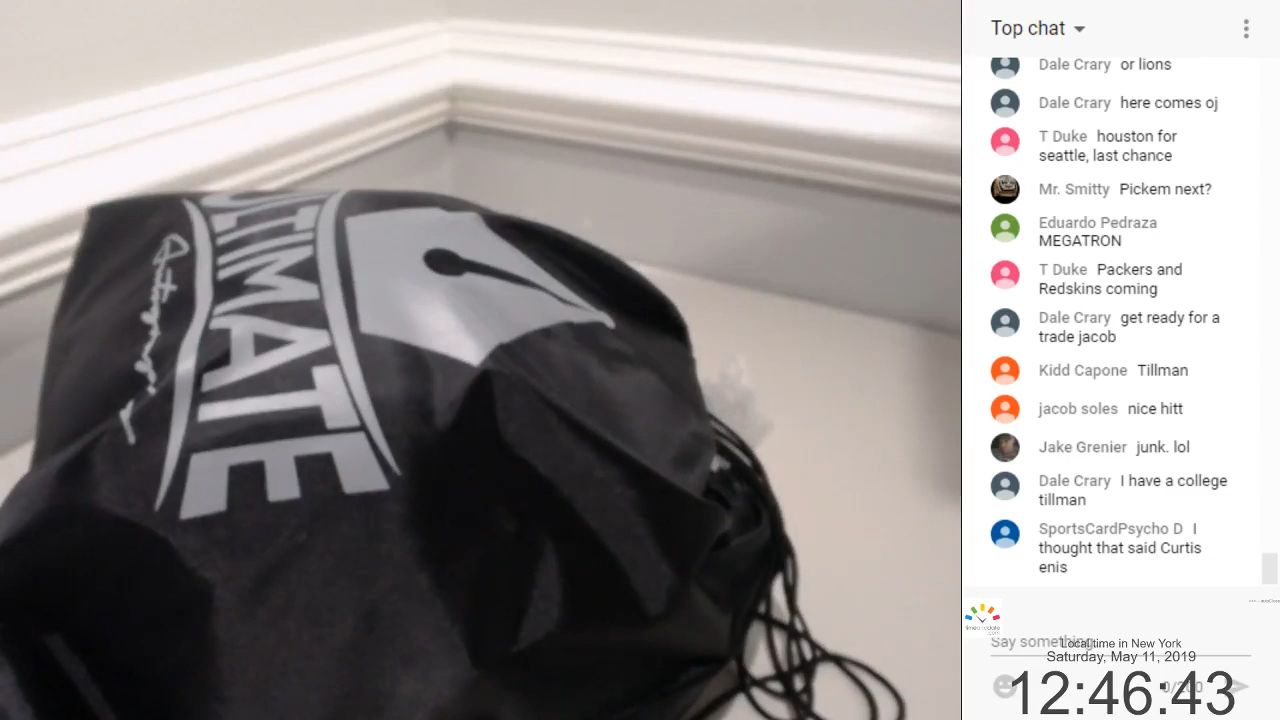 ULTIMATE
Autographs
Top chat
Dale Crary or lions
Dale Crary here comes oj
T Duke houston for
seattle, last chance
Mr. Smitty Pickem next?
Eduardo Pedraza
MEGATRON
T Duke Packers and
Redskins coming
Dale Crary get ready for a
trade jacob
Kidd Capone Tillman
jacob soles nice hitt
Jake Grenier junk. lol
Dale Crary I have a college
tillman
SportsCardPsycho D I
thought that said Curtis
enis
timeanddate
.com
Say something...
Local time in New York
Saturday, May 11, 2019
0/200
12:46:43